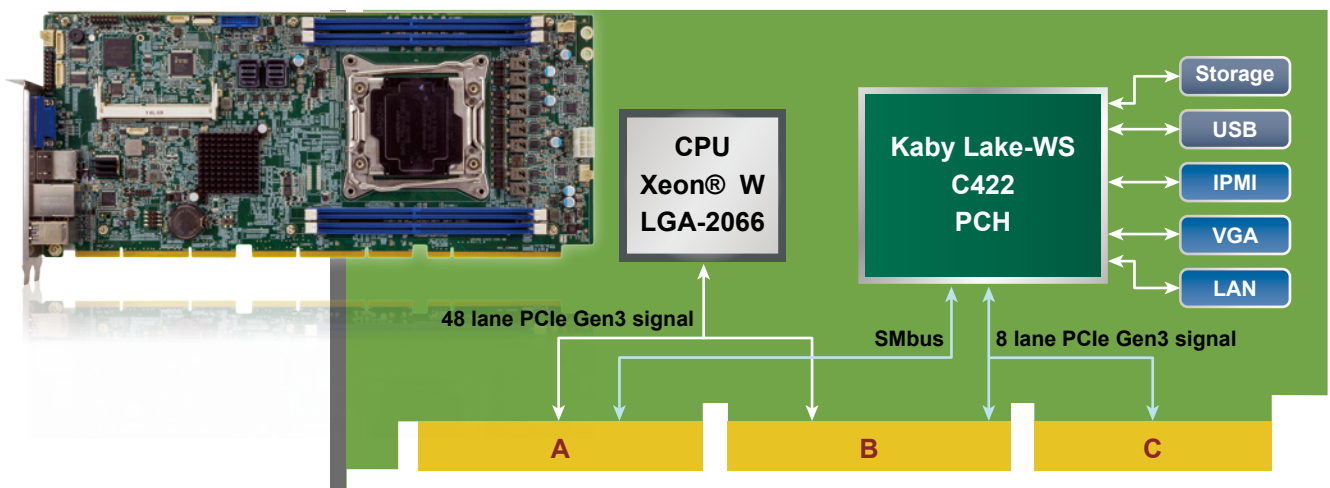 CPU
Xeon® W
LGA-2066
Kaby Lake-WS
C422
PCH
Storage
USB
IPMI
VGA
LAN
48 lane PCIe Gen3 signal
SMbus
8 lane PCIe Gen3 signal
A
B
C